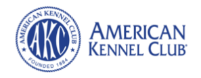 AMERICAN KENNEL CLUB
AKC
FOUNDED 1884
AMERICAN
KENNEL CLUB®